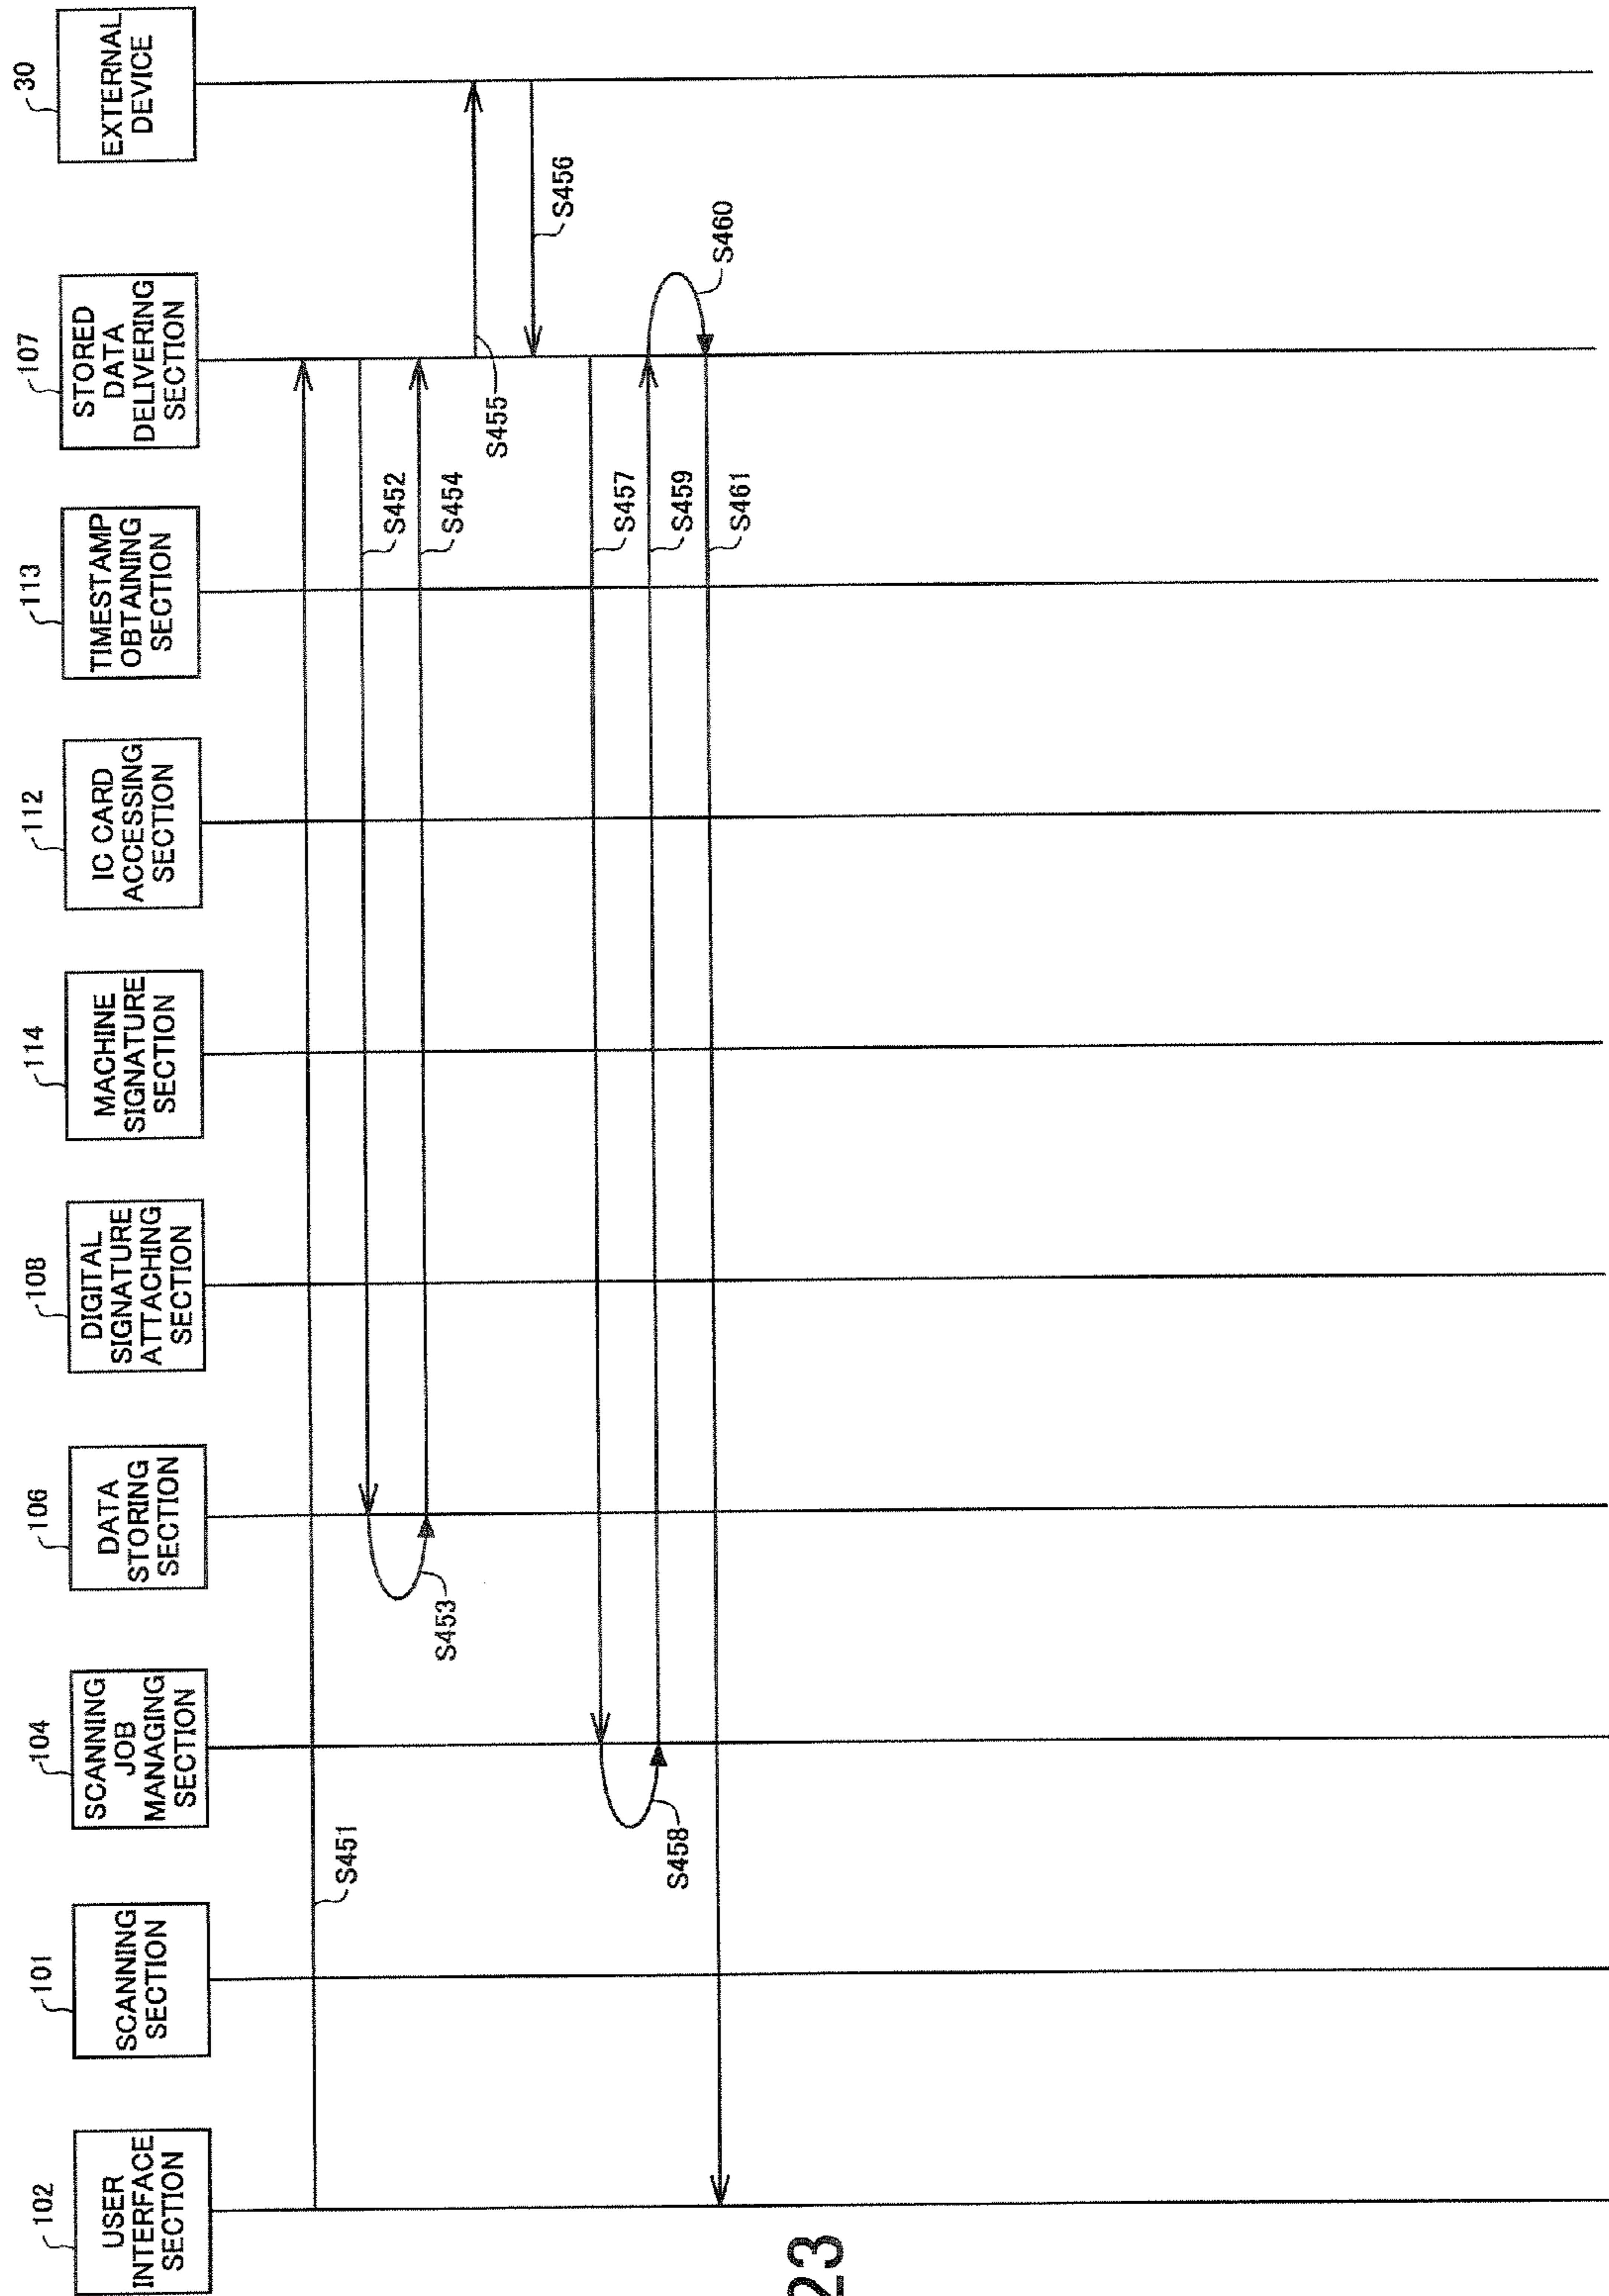 102
USER
INTERFACE
SECTION
101
SCANNING
SECTION
104
SCANNING
JOB
MANAGING
SECTION
106
DATA
STORING
SECTION
108
DIGITAL
SIGNATURE
ATTACHING
SECTION
114
MACHINE
SIGNATURE
SECTION
112
IC CARD
ACCESSING
SECTION
113
TIMESTAMP
OBTAINING
SECTION
107
STORED
DATA
DELIVERING
SECTION
30
EXTERNAL
DEVICE
S451
S452
S453
S454
S455
S456
S457
S458
S459
S460
S461
23